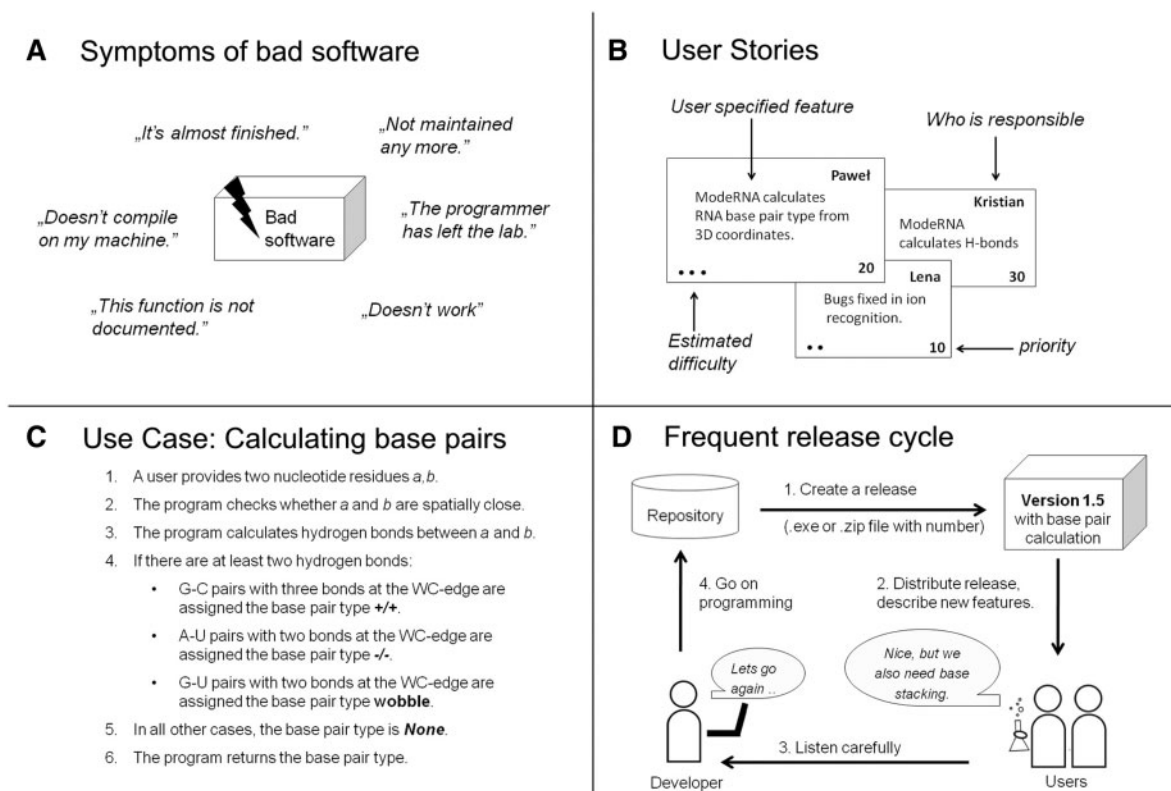 A Symptoms of bad software
„It's almost finished.”
„Not maintained
any more.”
„Doesn't compile
on my machine.”
Bad
software
„The programmer
has left the lab.”
„This function is not
documented.”
„Doesn't work”
B User Stories
User specified feature
Who is responsible
Paweł
ModeRNA calculates
RNA base pair type from
3D coordinates.
20
Kristian
ModeRNA
calculates H-bonds
30
Lena
Bugs fixed in ion
recognition.
10
Estimated
difficulty
priority
C Use Case: Calculating base pairs
1. A user provides two nucleotide residues a,b.
2. The program checks whether a and b are spatially close.
3. The program calculates hydrogen bonds between a and b.
4. If there are at least two hydrogen bonds:
• G-C pairs with three bonds at the WC-edge are
assigned the base pair type +/+.
• A-U pairs with two bonds at the WC-edge are
assigned the base pair type -/-.
• G-U pairs with two bonds at the WC-edge are
assigned the base pair type wobble.
5. In all other cases, the base pair type is None.
6. The program returns the base pair type.
D Frequent release cycle
Repository
1. Create a release
(.exe or .zip file with number)
Version 1.5
with base pair
calculation
2. Distribute release,
describe new features.
4. Go on
programming
Lets go
again ..
Nice, but we
also need base
stacking.
3. Listen carefully
Developer
Users